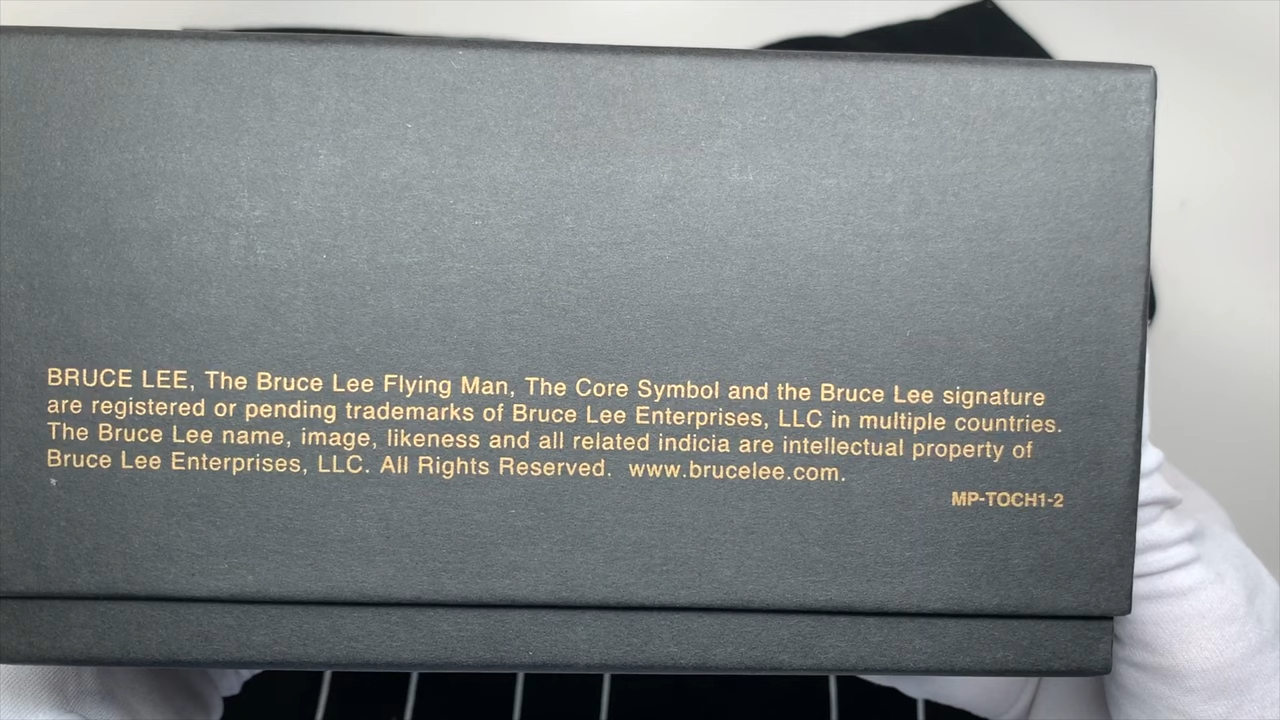 BRUCE LEE, The Bruce Lee Flying Man, The Core Symbol and the Bruce Lee signature
are registered or pending trademarks of Bruce Lee Enterprises, LLC in multiple countries.
The Bruce Lee name, image, likeness and all related indicia are intellectual property of
Bruce Lee Enterprises, LLC. All Rights Reserved. www.brucelee.com.
MP-TOCH1-2